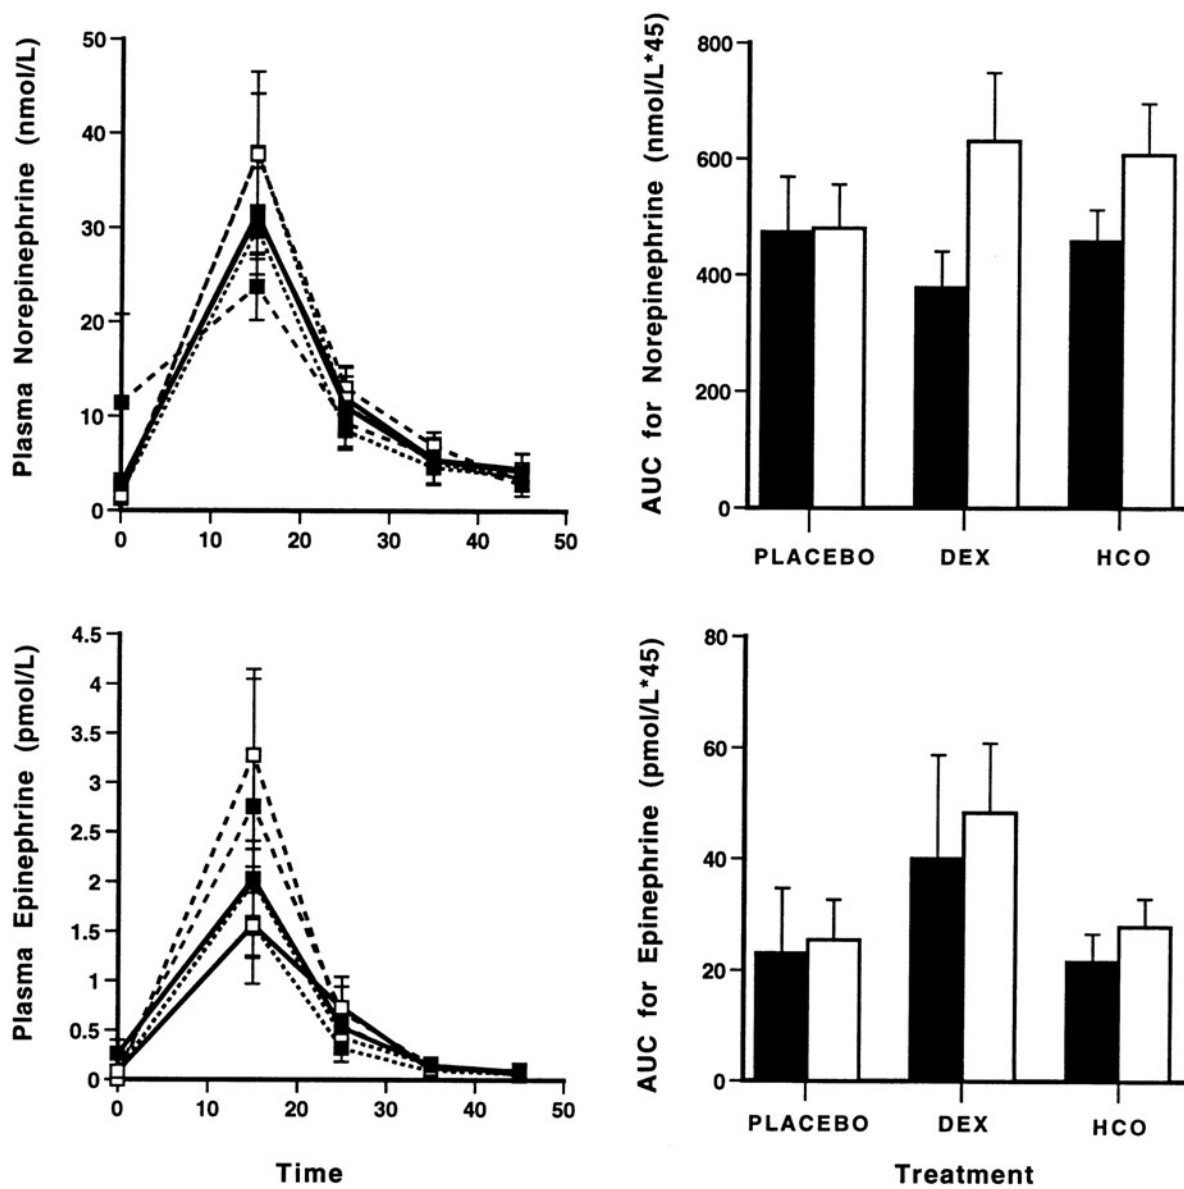 Plasma Norepinephrine (nmol/L)
50
40
30
20
10
0
0 10 20 30 40 50
AUC for Norepinephrine (nmol/L*45)
800
600
400
200
0
PLACEBO DEX HCO
Plasma Epinephrine (pmol/L)
4.5
4
3.5
3
2.5
2
1.5
1
0.5
0
0 10 20 30 40 50
Time
AUC for Epinephrine (pmol/L*45)
80
60
40
20
0
PLACEBO DEX HCO
Treatment